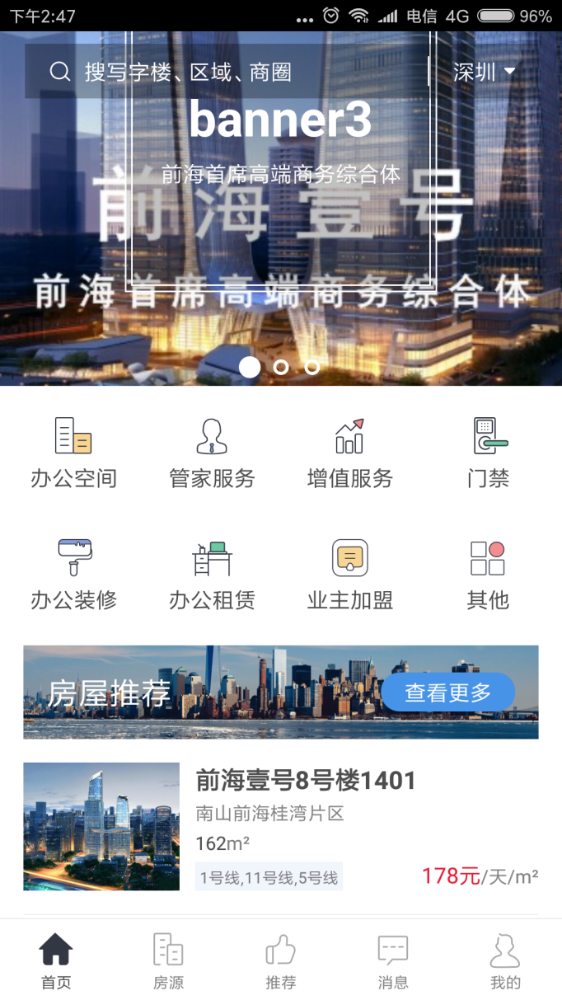 下午2:47
... 电信 4G 96%
搜写字楼、区域、商圈
深圳
banner3
前海首席高端商务综合体
前海壹号
前海首席高端商务综合体
办公空间 管家服务 增值服务 门禁
办公装修 办公租赁 业主加盟 其他
房屋推荐 查看更多
前海壹号8号楼1401
南山前海桂湾片区
162m²
1号线,11号线,5号线 178元/天/m²
首页 房源 推荐 消息 我的